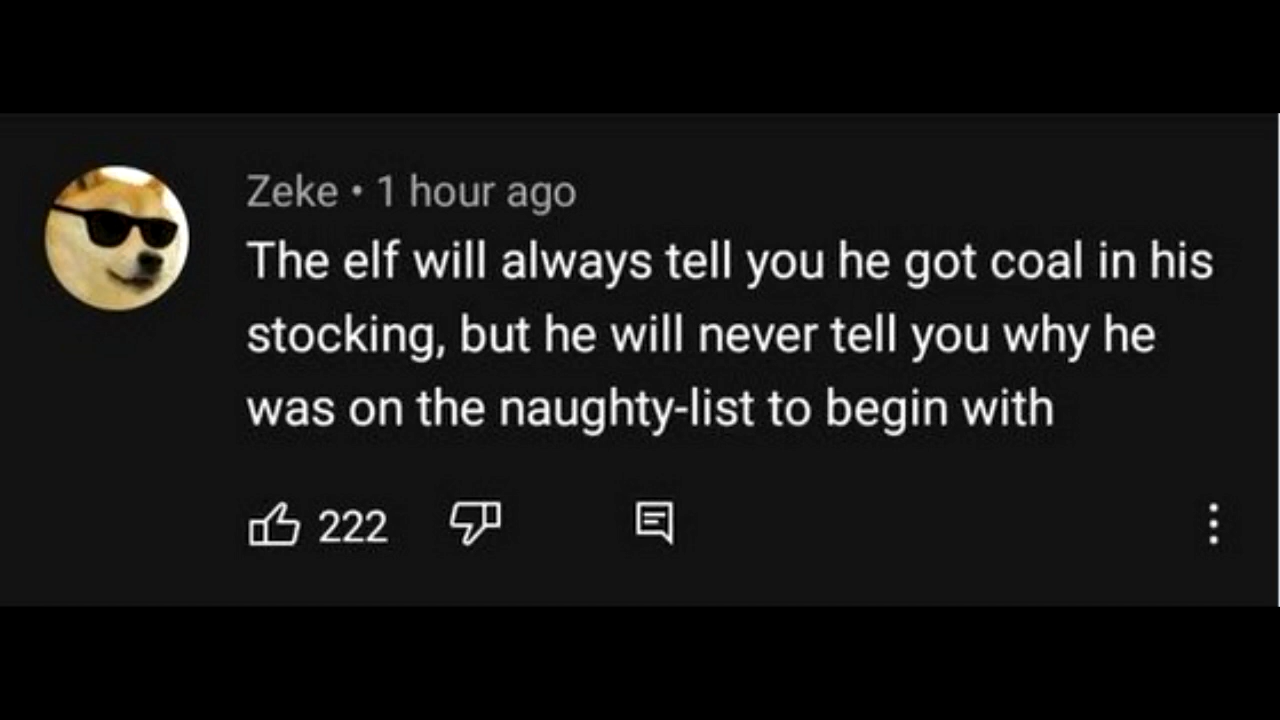 Zeke • 1 hour ago
The elf will always tell you he got coal in his
stocking, but he will never tell you why he
was on the naughty-list to begin with
222